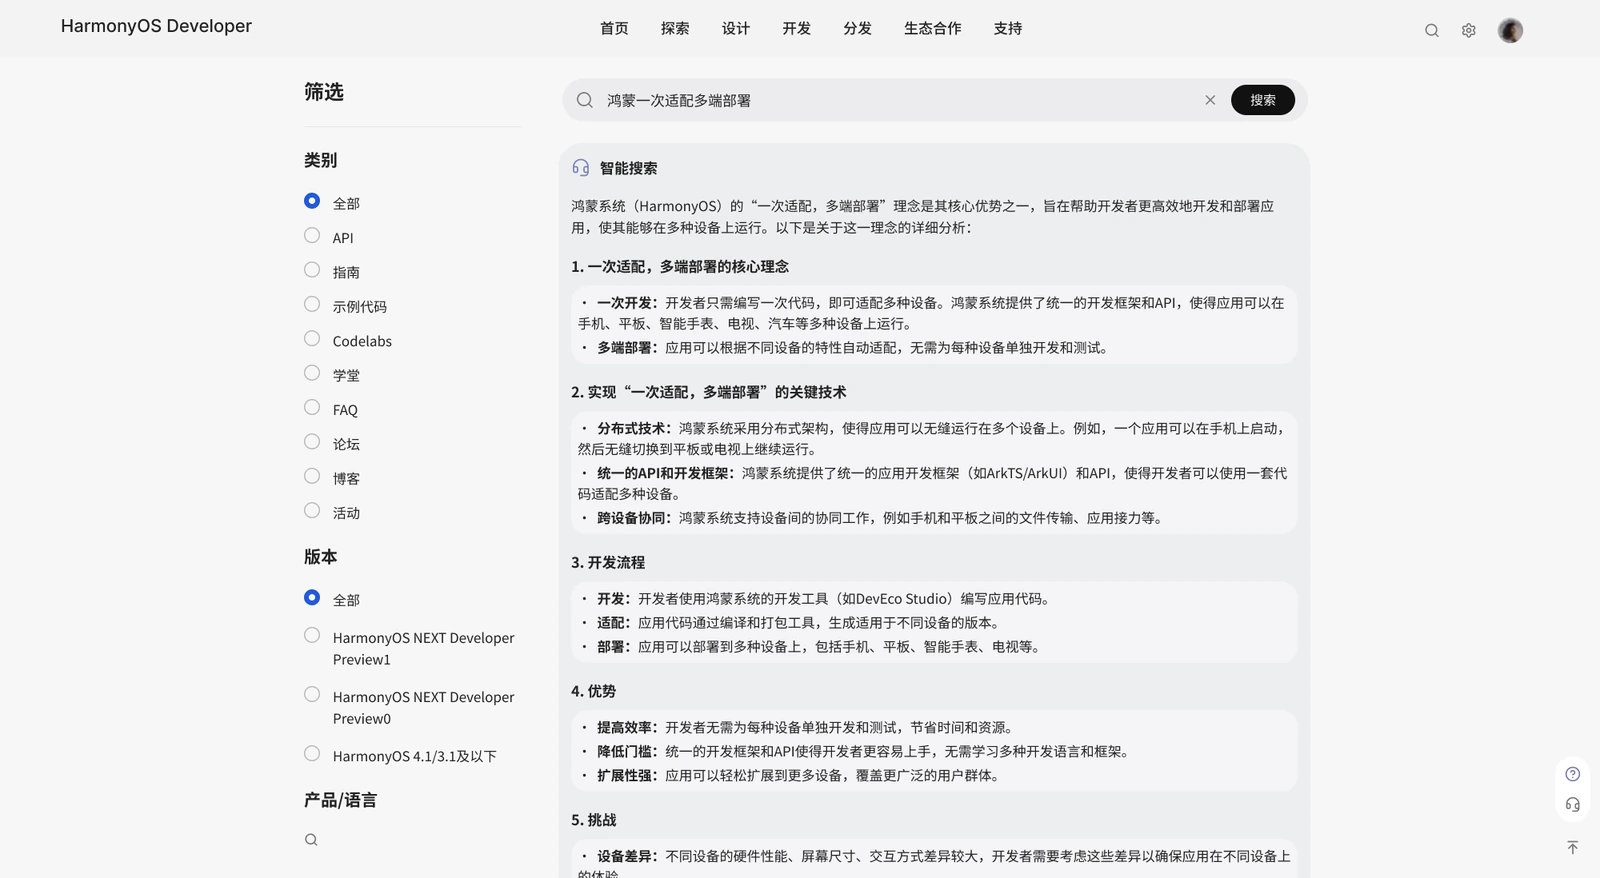 HarmonyOS Developer
首页
探索
设计
开发
分发
生态合作
支持
筛选
类别
全部
API
指南
示例代码
Codelabs
学堂
FAQ
论坛
博客
活动
版本
全部
HarmonyOS NEXT Developer
Preview1
HarmonyOS NEXT Developer
Preview0
HarmonyOS 4.1/3.1及以下
产品/语言
鸿蒙一次适配多端部署
搜索
智能搜索
鸿蒙系统（HarmonyOS）的“一次适配，多端部署”理念是其核心优势之一，旨在帮助开发者更高效地开发和部署应
用，使其能够在多种设备上运行。以下是关于这一理念的详细分析：
1. 一次适配，多端部署的核心理念
• 一次开发：开发者只需编写一次代码，即可适配多种设备。鸿蒙系统提供了统一的开发框架和API，使得应用可以在
手机、平板、智能手表、电视、汽车等多种设备上运行。
• 多端部署：应用可以根据不同设备的特性自动适配，无需为每种设备单独开发和测试。
2. 实现“一次适配，多端部署”的关键技术
• 分布式技术：鸿蒙系统采用分布式架构，使得应用可以无缝运行在多个设备上。例如，一个应用可以在手机上启动，
然后无缝切换到平板或电视上继续运行。
• 统一的API和开发框架：鸿蒙系统提供了统一的应用开发框架（如ArkTS/ArkUI）和API，使得开发者可以使用一套代
码适配多种设备。
• 跨设备协同：鸿蒙系统支持设备间的协同工作，例如手机和平板之间的文件传输、应用接力等。
3. 开发流程
• 开发：开发者使用鸿蒙系统的开发工具（如DevEco Studio）编写应用代码。
• 适配：应用代码通过编译和打包工具，生成适用于不同设备的版本。
• 部署：应用可以部署到多种设备上，包括手机、平板、智能手表、电视等。
4. 优势
• 提高效率：开发者无需为每种设备单独开发和测试，节省时间和资源。
• 降低门槛：统一的开发框架和API使得开发者更容易上手，无需学习多种开发语言和框架。
• 扩展性强：应用可以轻松扩展到更多设备，覆盖更广泛的用户群体。
5. 挑战
• 设备差异：不同设备的硬件性能、屏幕尺寸、交互方式差异较大，开发者需要考虑这些差异以确保应用在不同设备上
的体验